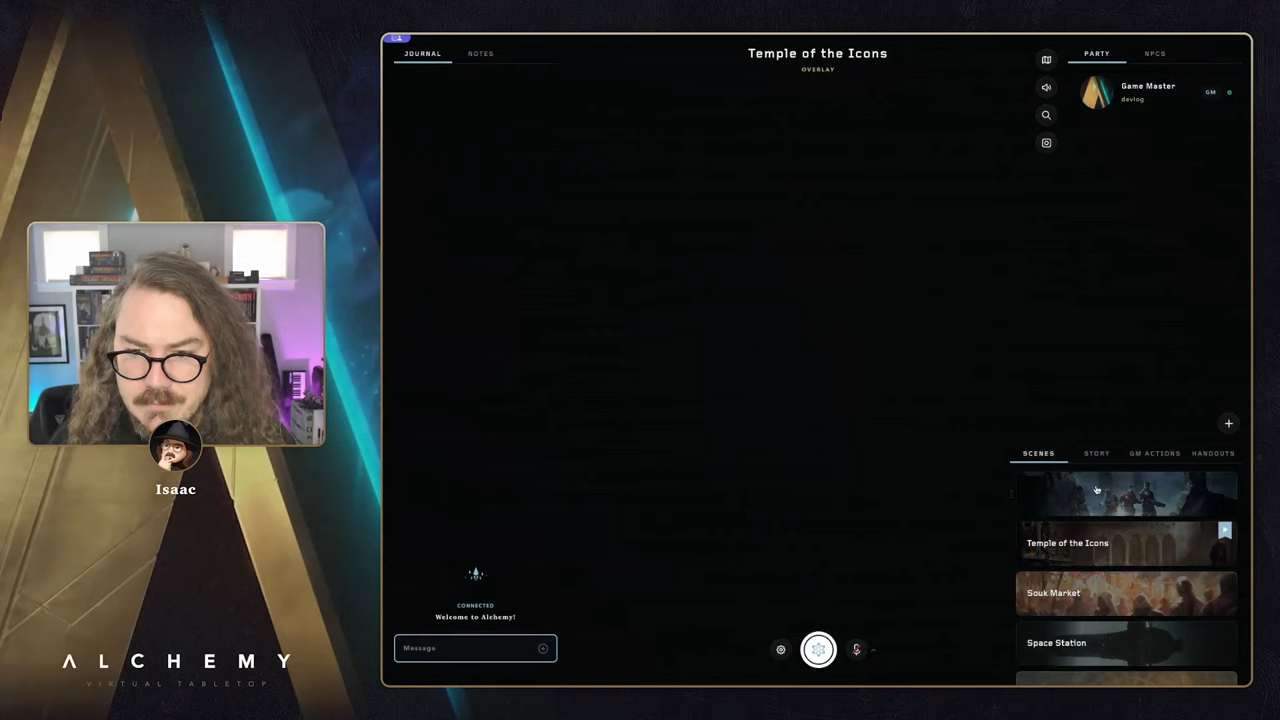 JOURNAL
NOTES
Temple of the Icons
OVERLAY
PARTY
NPCS
Game Master
devlog
GM
SCENES
STORY
GM ACTIONS
HANDOUTS
Temple of the Icons
Souk Market
Space Station
CONNECTED
Welcome to Alchemy!
Message
Isaac
ALCHEMY
VIRTUAL TABLETOP